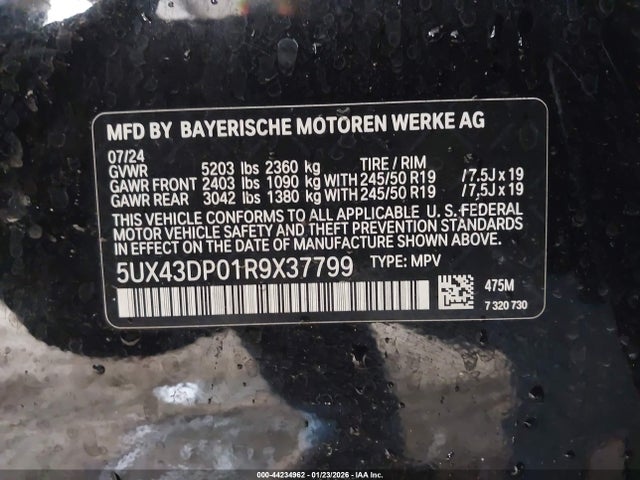 MFD BY BAYERISCHE MOTOREN WERKE AG
07/24
GVWR 5203 lbs 2360 kg TIRE / RIM
GAWR FRONT 2403 lbs 1090 kg WITH 245/50 R19 /7.5J x 19
GAWR REAR 3042 lbs 1380 kg WITH 245/50 R19 /7,5J x 19
THIS VEHICLE CONFORMS TO ALL APPLICABLE U. S. FEDERAL
MOTOR VEHICLE SAFETY AND THEFT PREVENTION STANDARDS
IN EFFECT ON THE DATE OF MANUFACTURE SHOWN ABOVE.
5UX43DP01R9X37799 TYPE: MPV
475M
7 320 730
000-44234962 - 01/23/2026 - IAA Inc.